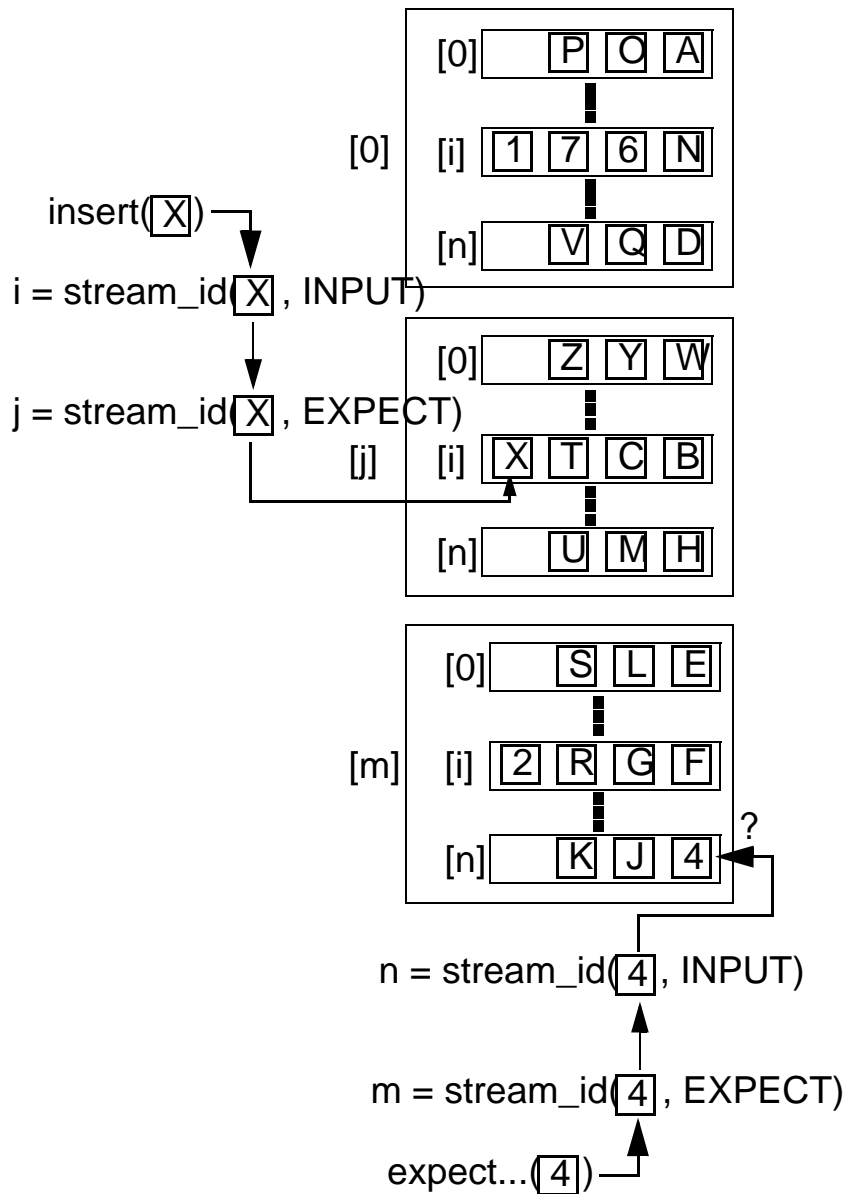 [0] P O A
[0] [i] 1 7 6 N
insert( X )
[n] V Q D
i = stream_id( X , INPUT)
[0] Z Y W
j = stream_id( X , EXPECT)
[j] [i] X T C B
[n] U M H
[0] S L E
[m] [i] 2 R G F
?
[n] K J 4
n = stream_id( 4 , INPUT)
m = stream_id( 4 , EXPECT)
expect...( 4 )